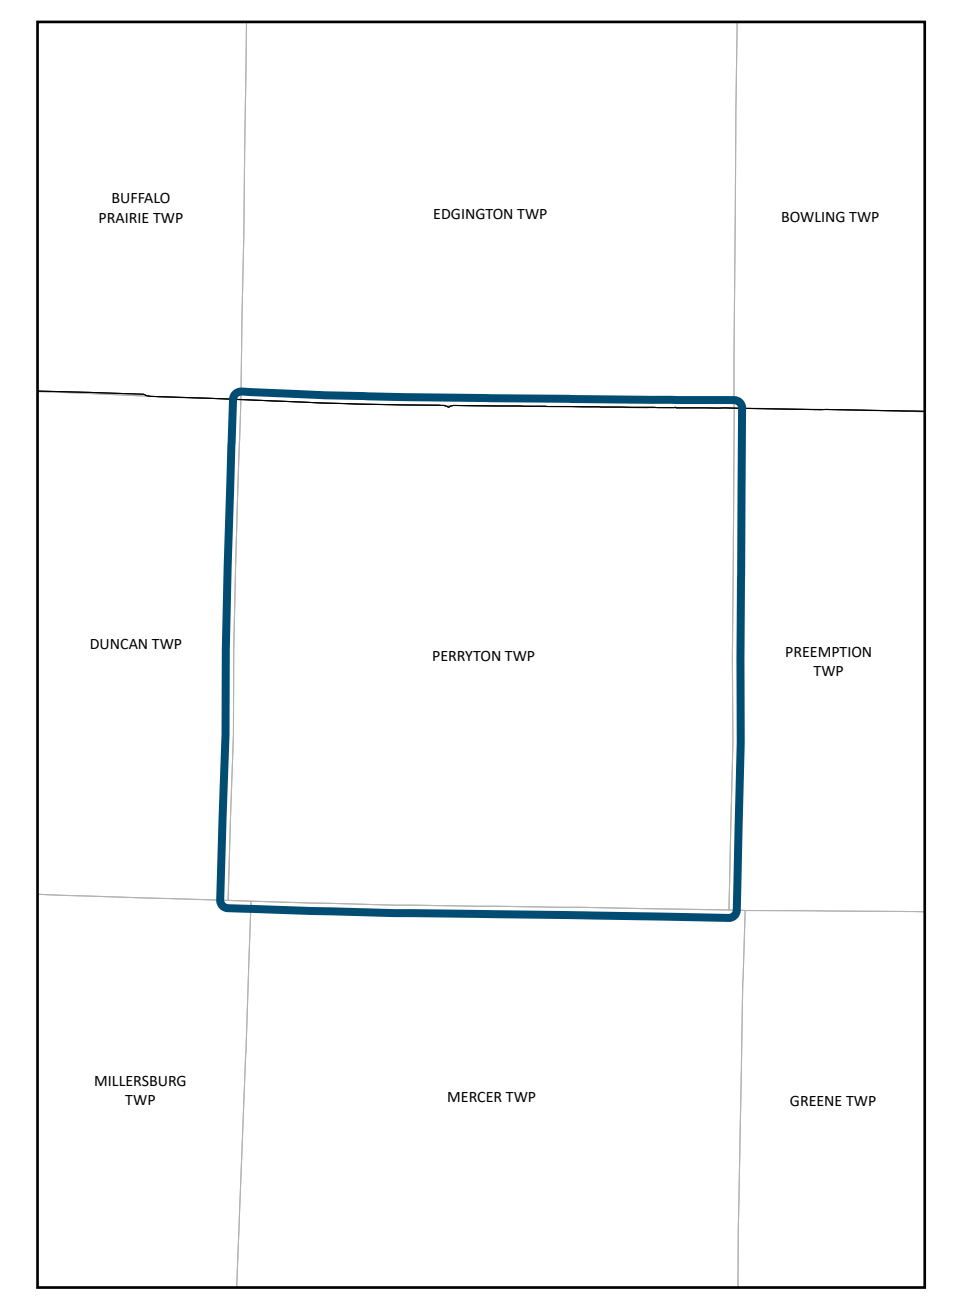 BUFFALO
PRAIRIE TWP
EDGINGTON TWP
BOWLING TWP
DUNCAN TWP
PERRYTON TWP
PREEMPTION
TWP
MILLERSBURG
TWP
MERCER TWP
GREENE TWP